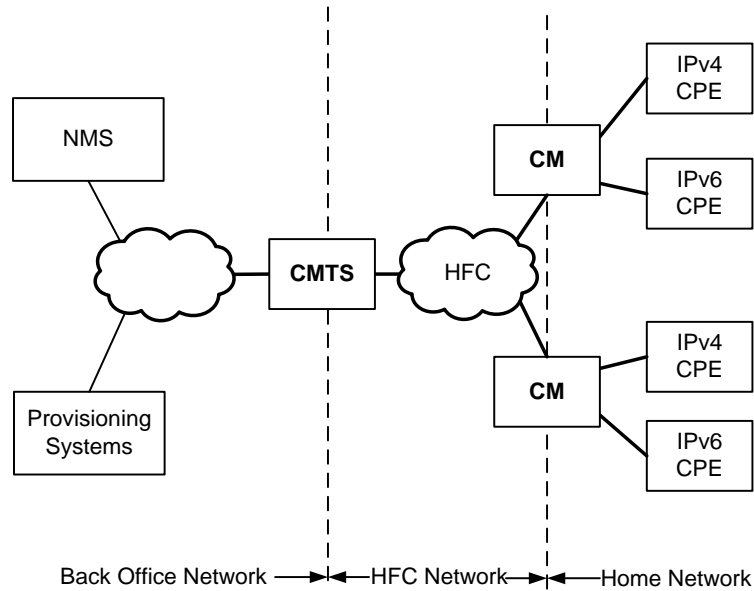 IPv4
CPE
NMS
CM
IPv6
CPE
CMTS
HFC
IPv4
CPE
CM
Provisioning
Systems
IPv6
CPE
Back Office Network
HFC Network
Home Network